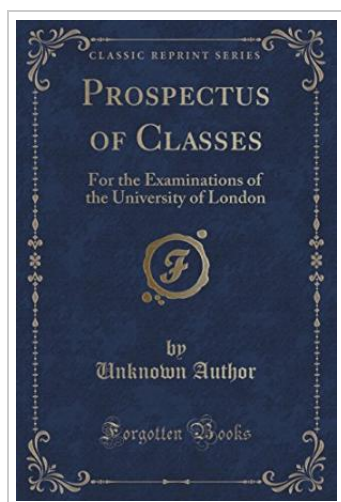 CLASSIC REPRINT SERIES
PROSPECTUS
OF CLASSES
For the Examinations of
the University of London
F
by
Unknown Author
Forgotten Books